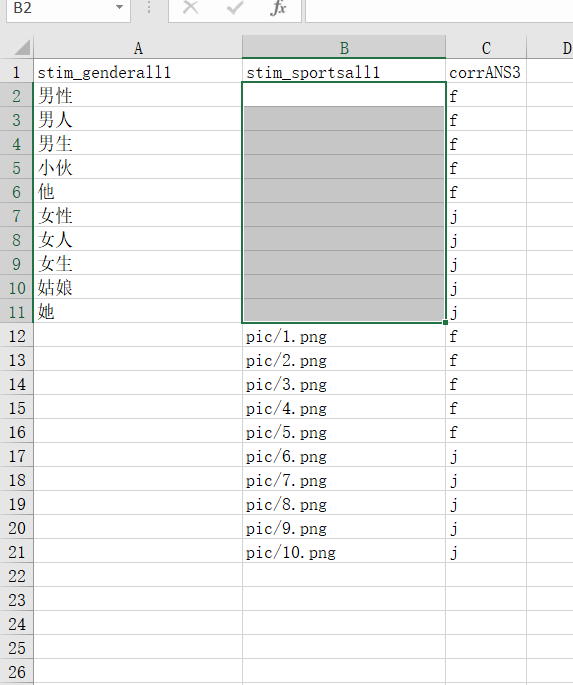 B2 fx
A B C D
1 stim_genderall1 stim_sportsall1 corrANS3
2 男性 f
3 男人 f
4 男生 f
5 小伙 f
6 他 f
7 女性 j
8 女人 j
9 女生 j
10 姑娘 j
11 她 j
12 pic/1.png f
13 pic/2.png f
14 pic/3.png f
15 pic/4.png f
16 pic/5.png f
17 pic/6.png j
18 pic/7.png j
19 pic/8.png j
20 pic/9.png j
21 pic/10.png j
22
23
24
25
26